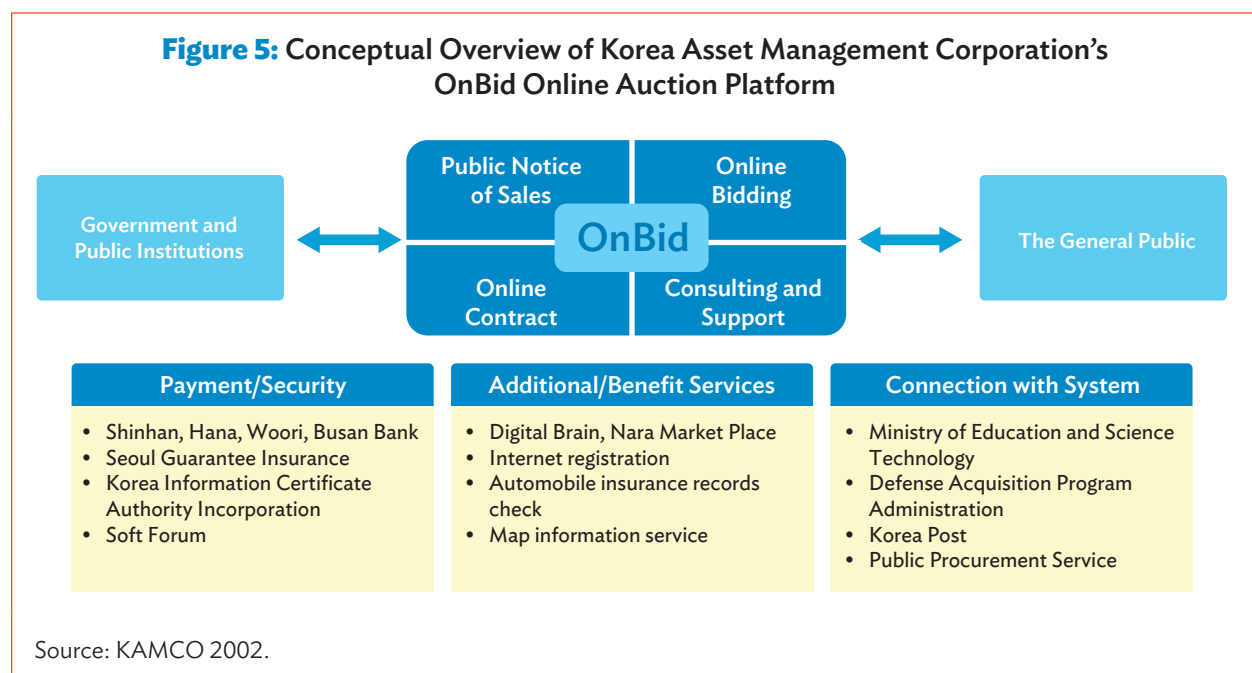 Figure 5: Conceptual Overview of Korea Asset Management Corporation’s
OnBid Online Auction Platform
Government and
Public Institutions
Public Notice
of Sales
Online
Bidding
OnBid
Online
Contract
Consulting and
Support
The General Public
Payment/Security
• Shinhan, Hana, Woori, Busan Bank
• Seoul Guarantee Insurance
• Korea Information Certificate
Authority Incorporation
• Soft Forum
Additional/Benefit Services
• Digital Brain, Nara Market Place
• Internet registration
• Automobile insurance records
check
• Map information service
Connection with System
• Ministry of Education and Science
Technology
• Defense Acquisition Program
Administration
• Korea Post
• Public Procurement Service
Source: KAMCO 2002.